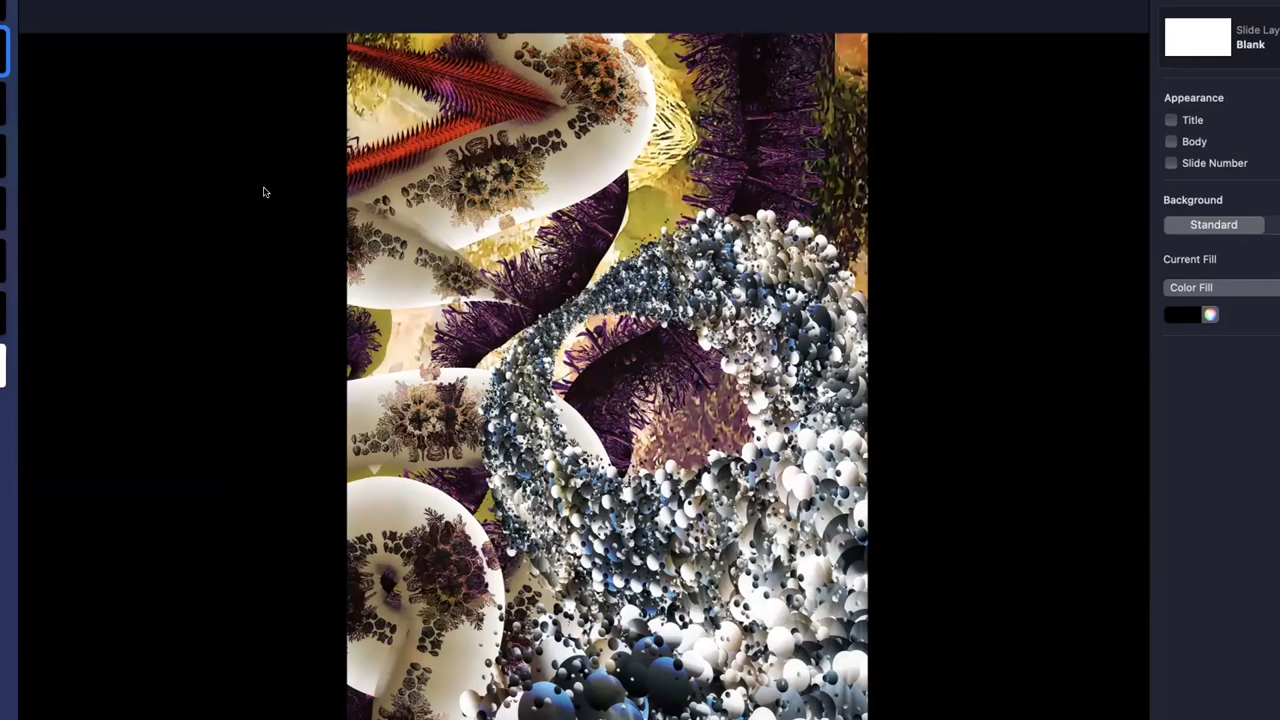 Slide Lay
Blank
Appearance
Title
Body
Slide Number
Background
Standard
Current Fill
Color Fill